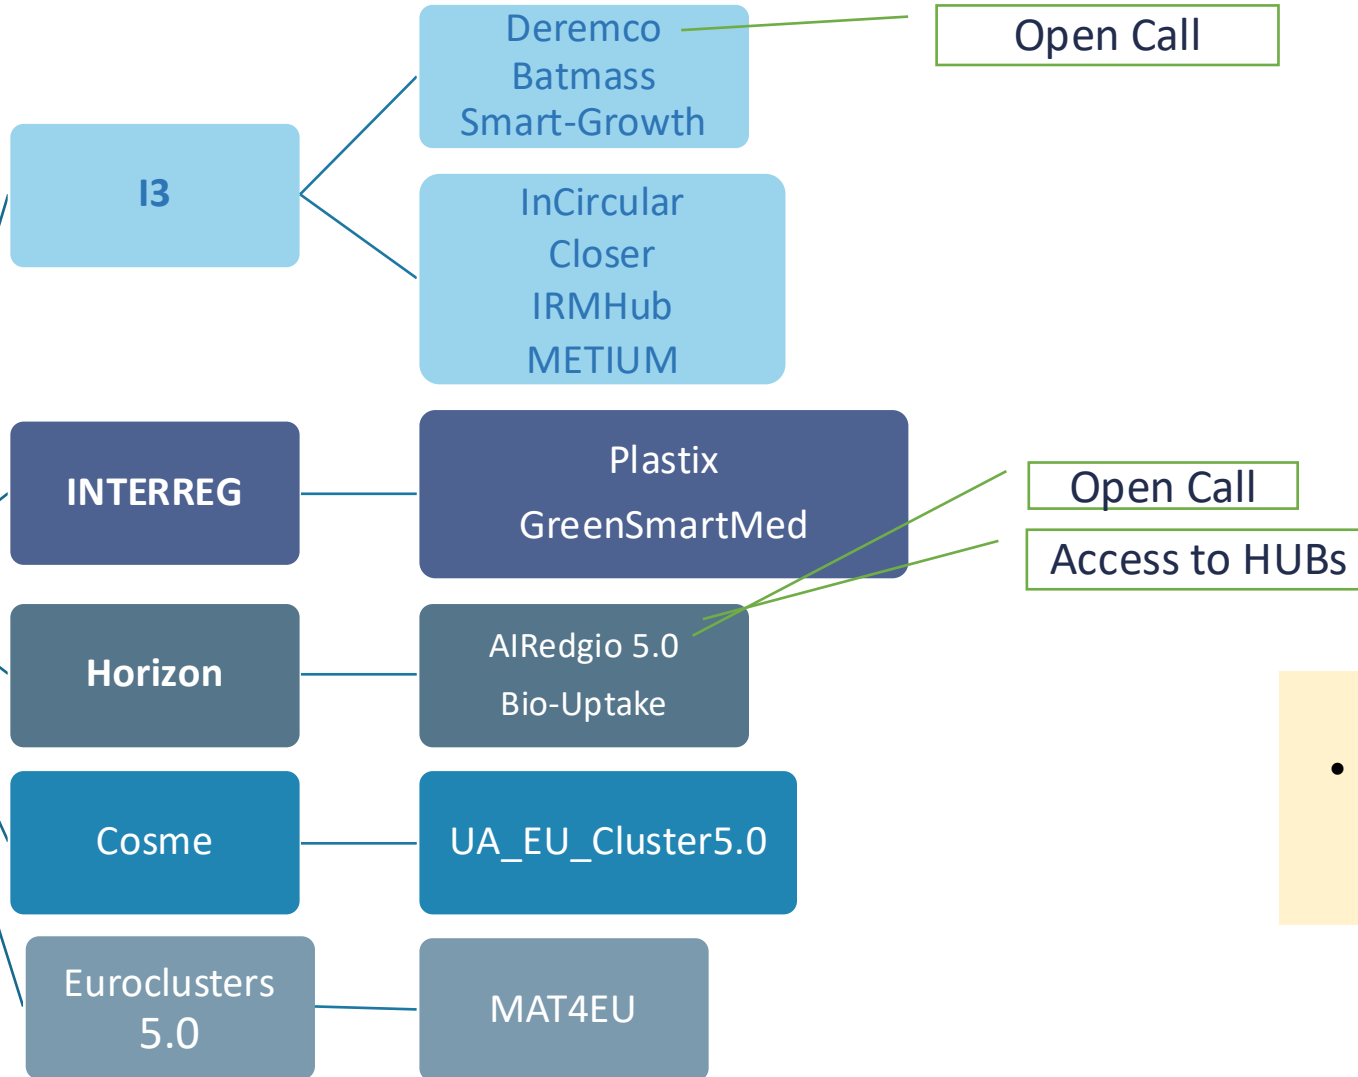 Deremco
Batmass
Smart-Growth
Open Call
I3
InCircular
Closer
IRMHub
METIUM
INTERREG
Plastix
GreenSmartMed
Open Call
Access to HUBs
Horizon
AIRedgio 5.0
Bio-Uptake
•
Cosme
UA_EU_Cluster5.0
Euroclusters
5.0
MAT4EU